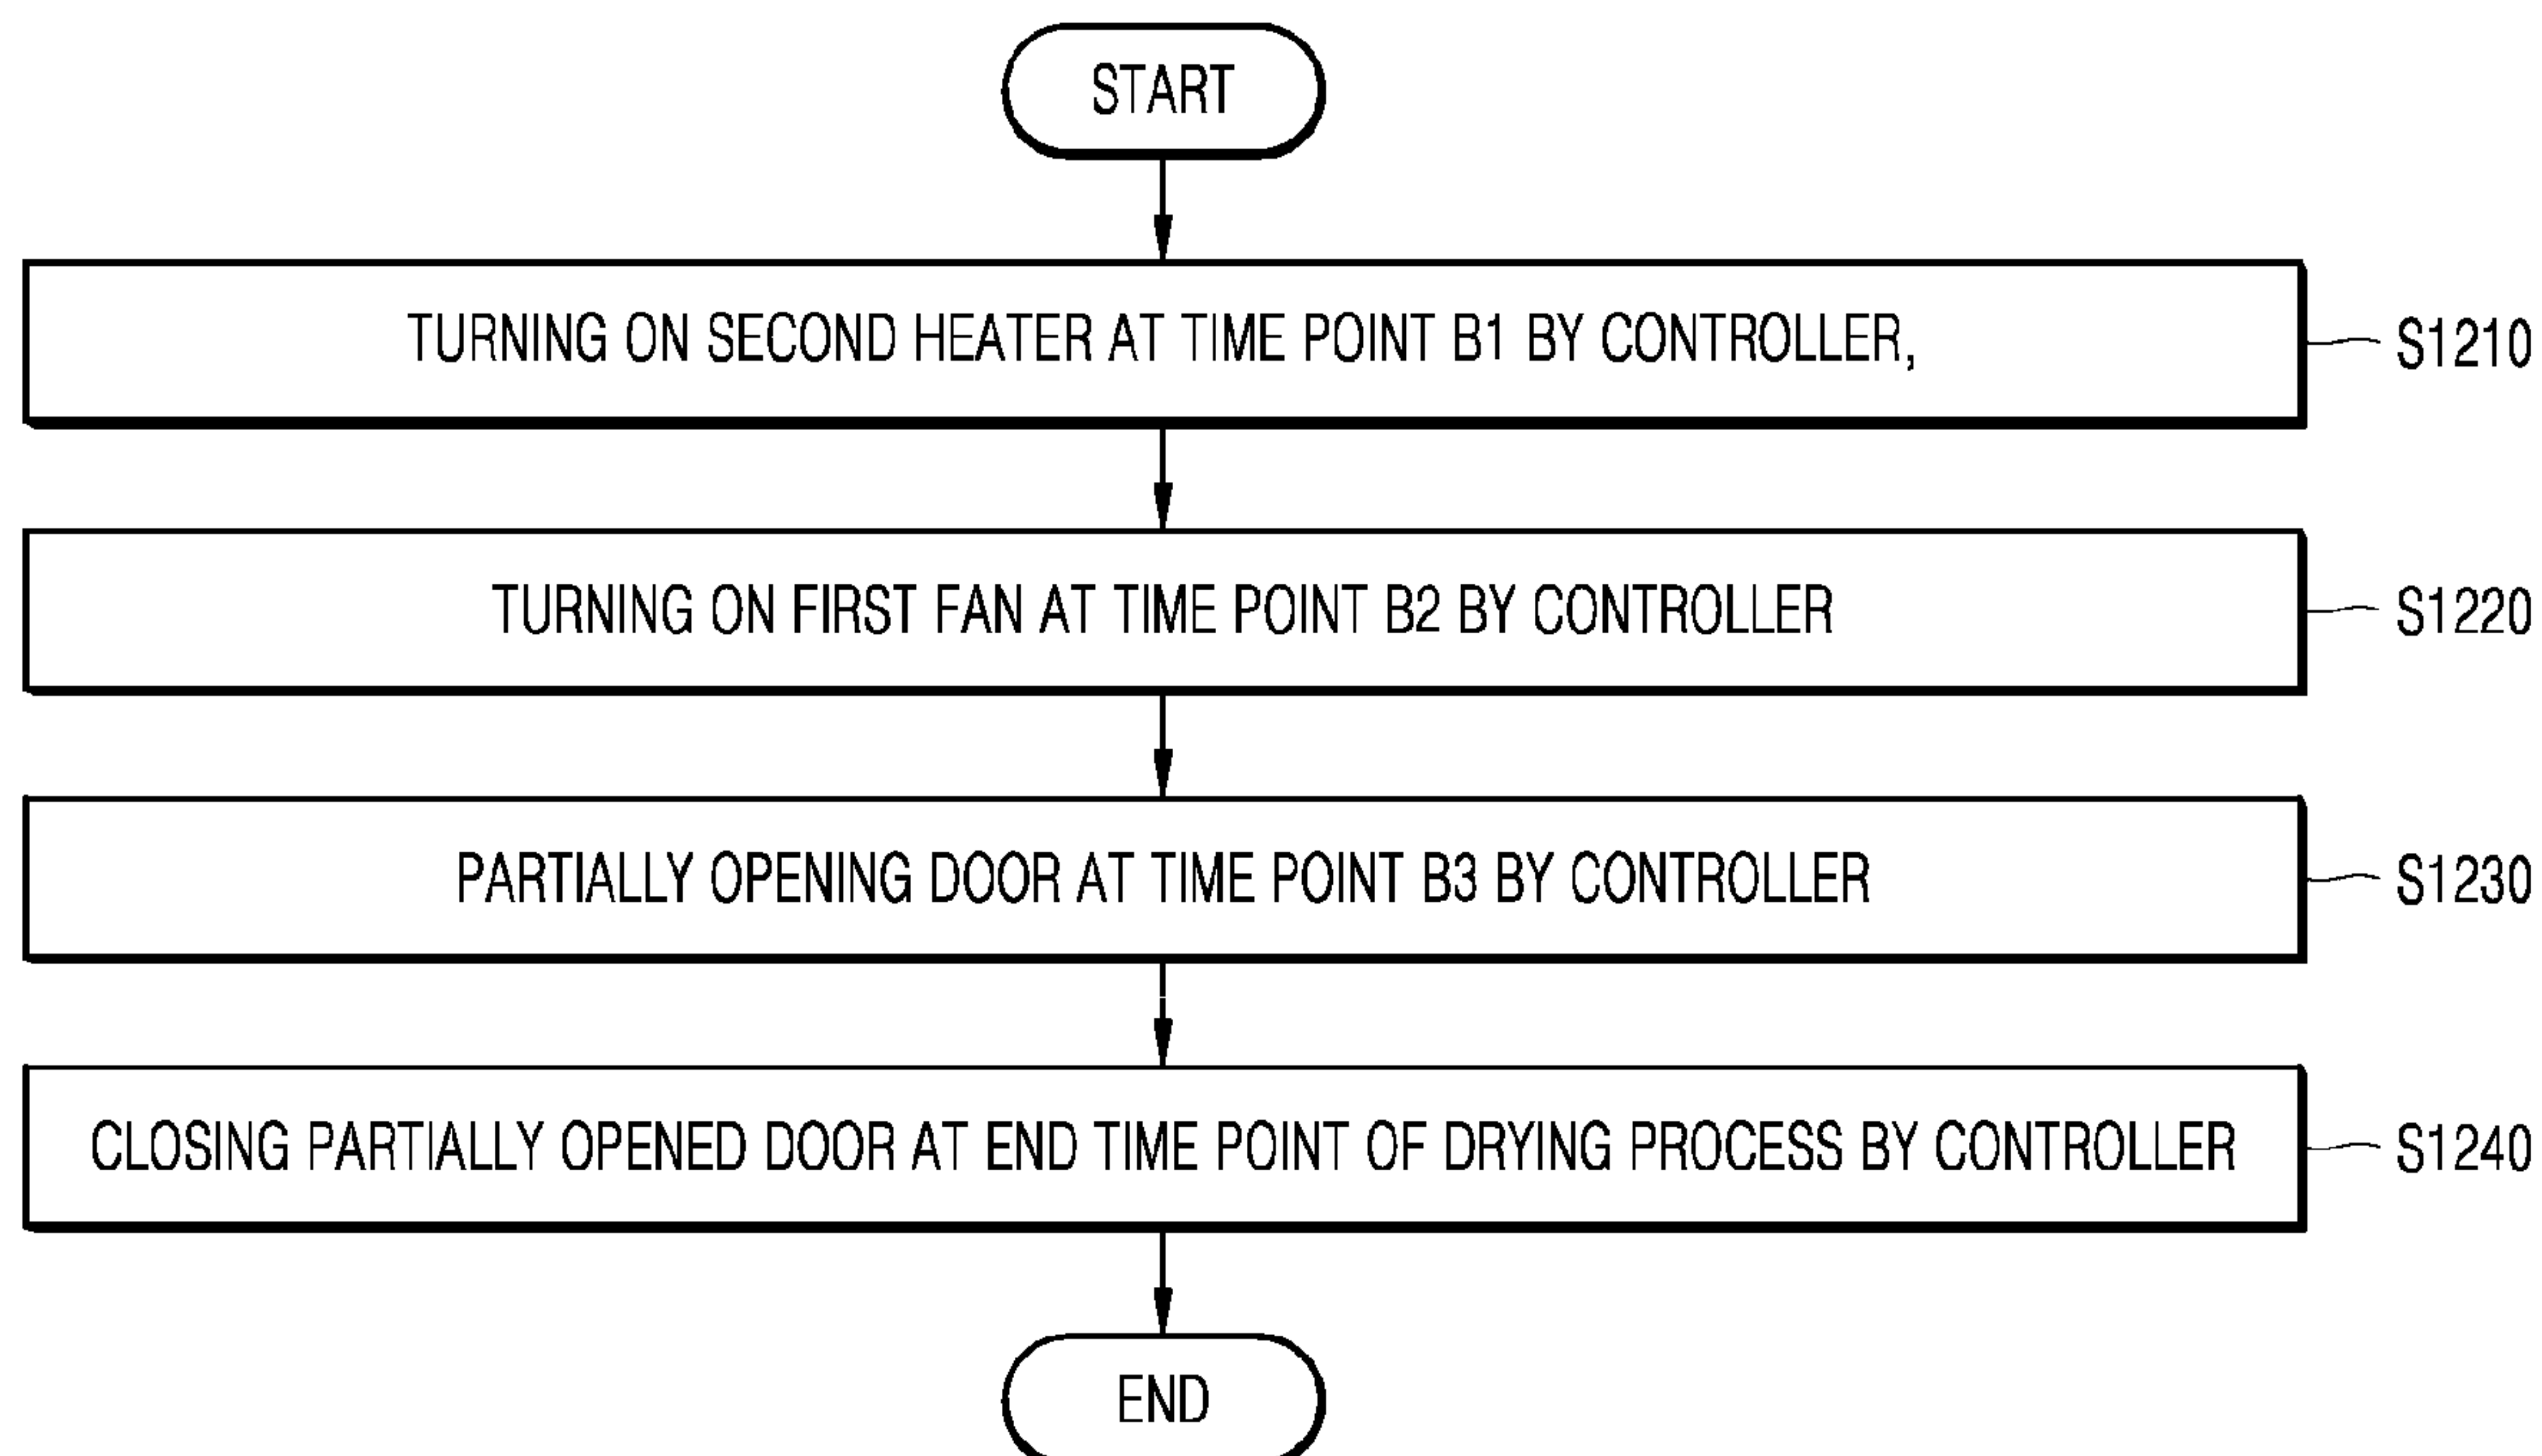 START
TURNING ON SECOND HEATER AT TIME POINT B1 BY CONTROLLER,
S1210
TURNING ON FIRST FAN AT TIME POINT B2 BY CONTROLLER
S1220
PARTIALLY OPENING DOOR AT TIME POINT B3 BY CONTROLLER
S1230
CLOSING PARTIALLY OPENED DOOR AT END TIME POINT OF DRYING PROCESS BY CONTROLLER
S1240
END